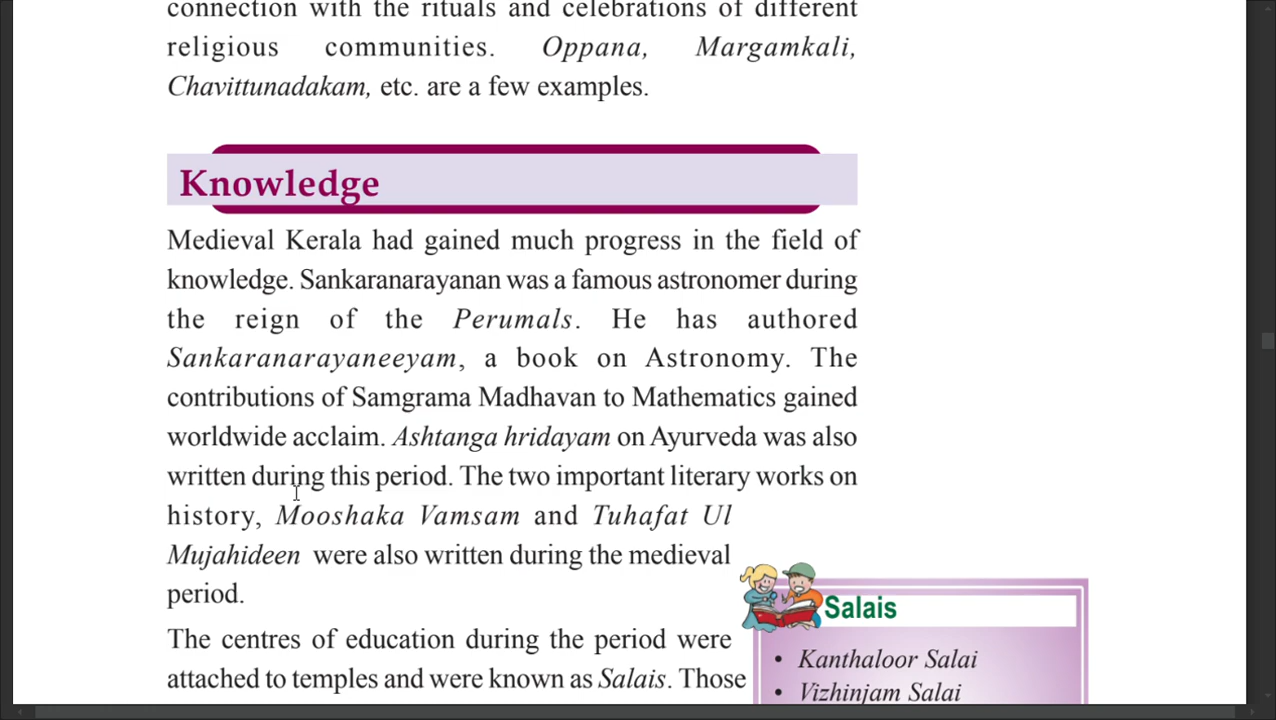 connection with the rituals and celebrations of different
religious communities. Oppana, Margamkali,
Chavittunadakam, etc. are a few examples.
Knowledge
Medieval Kerala had gained much progress in the field of
knowledge. Sankaranarayanan was a famous astronomer during
the reign of the Perumals. He has authored
Sankaranarayaneeyam, a book on Astronomy. The
contributions of Samgrama Madhavan to Mathematics gained
worldwide acclaim. Ashtanga hridayam on Ayurveda was also
written during this period. The two important literary works on
history, Mooshaka Vamsam and Tuhafat Ul
Mujahideen were also written during the medieval
period.
The centres of education during the period were
attached to temples and were known as Salais. Those
Salais
• Kanthaloor Salai
• Vizhinjam Salai